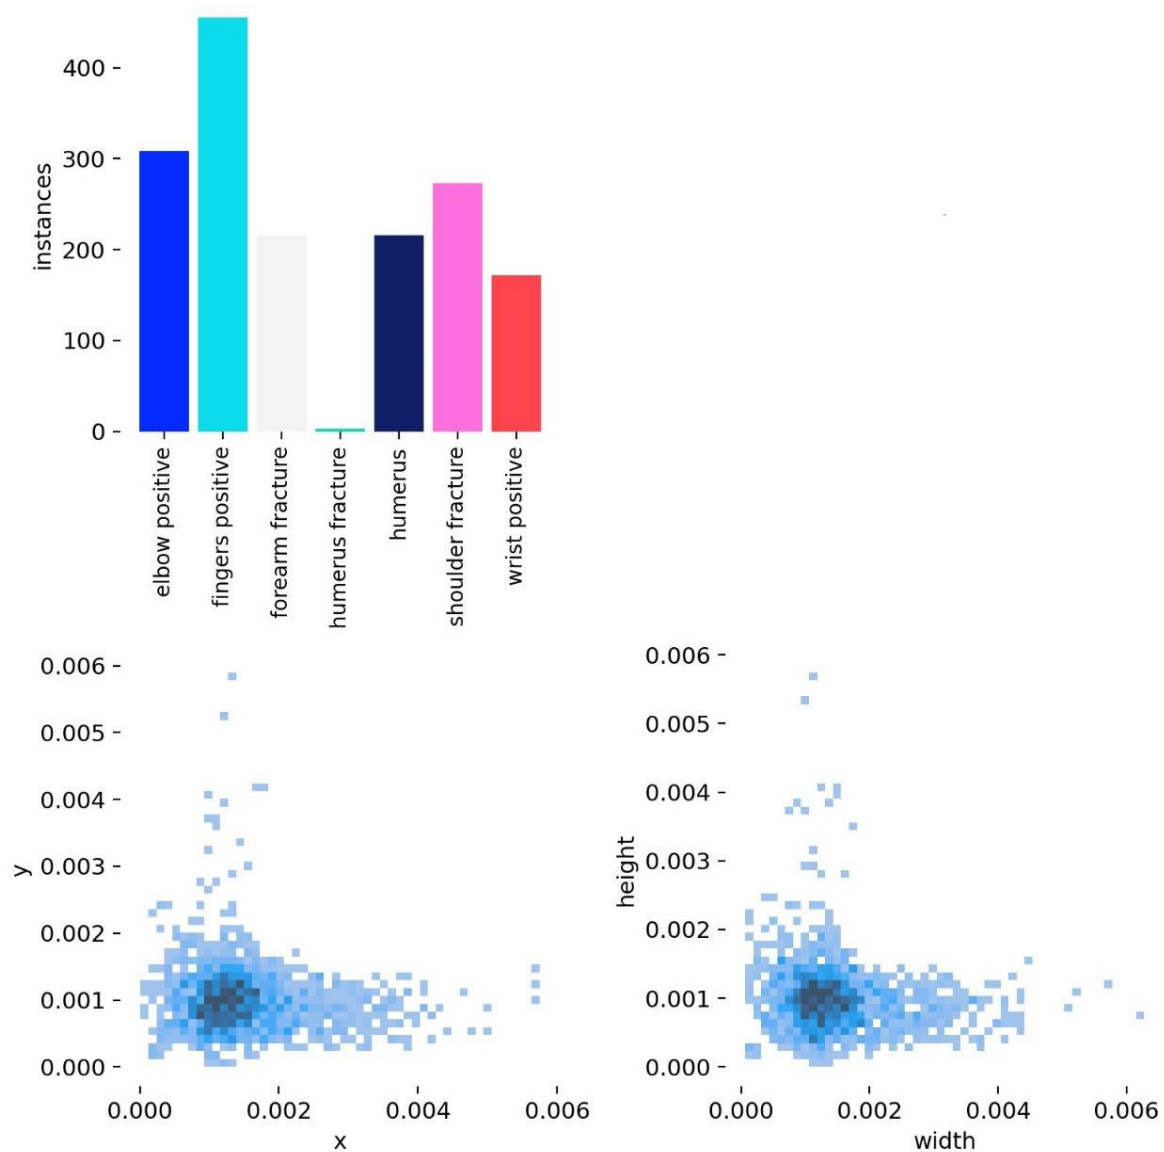 400
300
200
100
0
instances
elbow positive
fingers positive
forearm fracture
humerus fracture
humerus
shoulder fracture
wrist positive
0.006
0.005
0.004
0.003
0.002
0.001
0.000
y
0.000 0.002 0.004 0.006
x
0.006
0.005
0.004
0.003
0.002
0.001
0.000
height
0.000 0.002 0.004 0.006
width